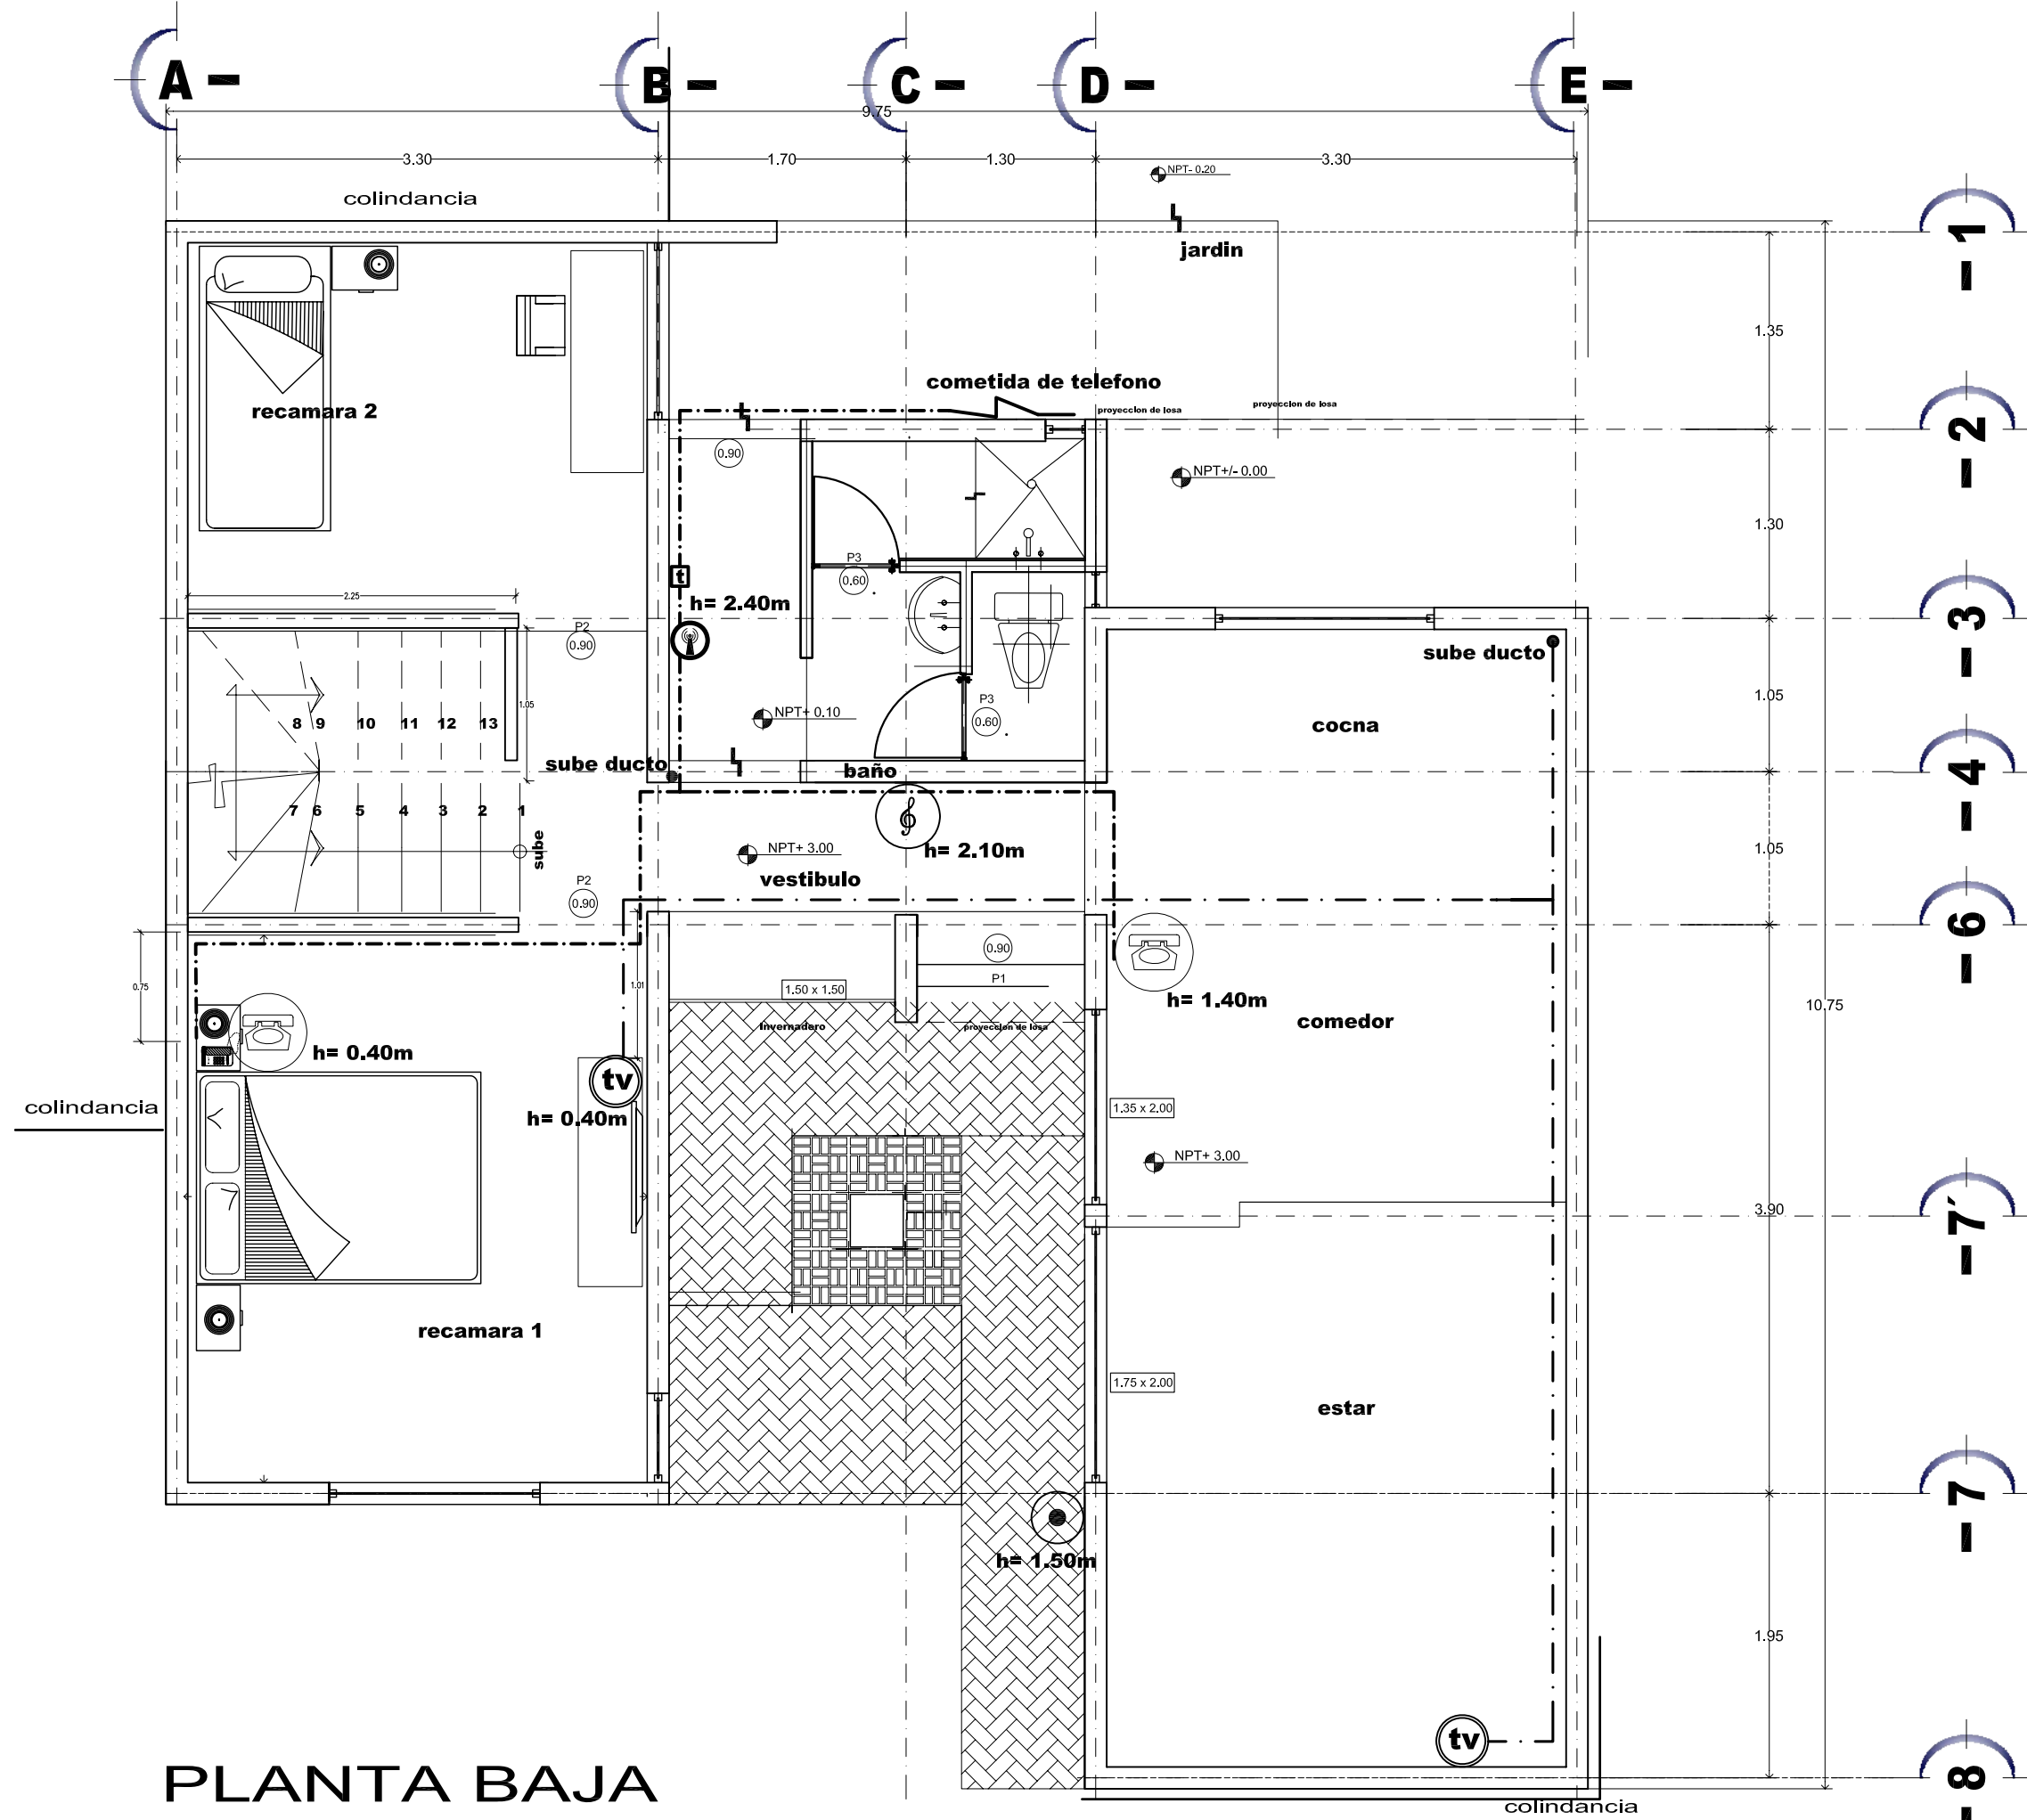 A - B - C - D - E -
9.75
3.30 1.70 1.30 3.30
NPT- 0.20
colindancia
jardin
- 1
1.35
cometida de telefono
proyeccion de losa proyeccion de losa
recamara 2
- 2
0.90
NPT+/- 0.00
1.30
P3
0.60
t
2.25
h= 2.40m
P2
0.90
- 3
sube ducto
1.05
P3
0.60
1.05
NPT+ 0.10
8 9 10 11 12 13
cocna
sube ducto
baño
- 4
7 6 5 4 3 2 1
sube
NPT+ 3.00
h= 2.10m
1.05
vestibulo
P2
0.90
- 6
0.90
P1
0.75
1.01
1.50 x 1.50
h= 1.40m
10.75
Invernadero
proyeccion de losa
comedor
h= 0.40m
tv
h= 0.40m
colindancia
1.35 x 2.00
NPT+ 3.00
3.90
- 7´
recamara 1
1.75 x 2.00
estar
- 7
h= 1.50m
1.95
tv
PLANTA BAJA
- 8
colindancia